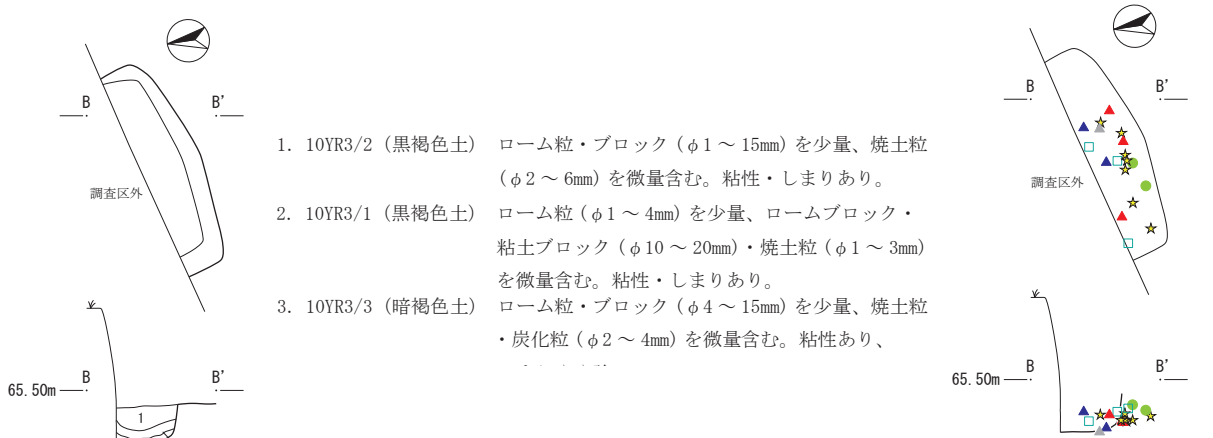 B
B'
調査区外
65.50m
B
B'
1
1. 10YR3/2（黒褐色土） ローム粒・ブロック（φ1～15㎜）を少量、焼土粒
（φ2～6㎜）を微量含む。粘性・しまりあり。
2. 10YR3/1（黒褐色土） ローム粒（φ1～4㎜）を少量、ロームブロック・
粘土ブロック（φ10～20㎜）・焼土粒（φ1～3㎜）
を微量含む。粘性・しまりあり。
3. 10YR3/3（暗褐色土） ローム粒・ブロック（φ4～15㎜）を少量、焼土粒
・炭化粒（φ2～4㎜）を微量含む。粘性あり、
B
B'
調査区外
65.50m
B
B'